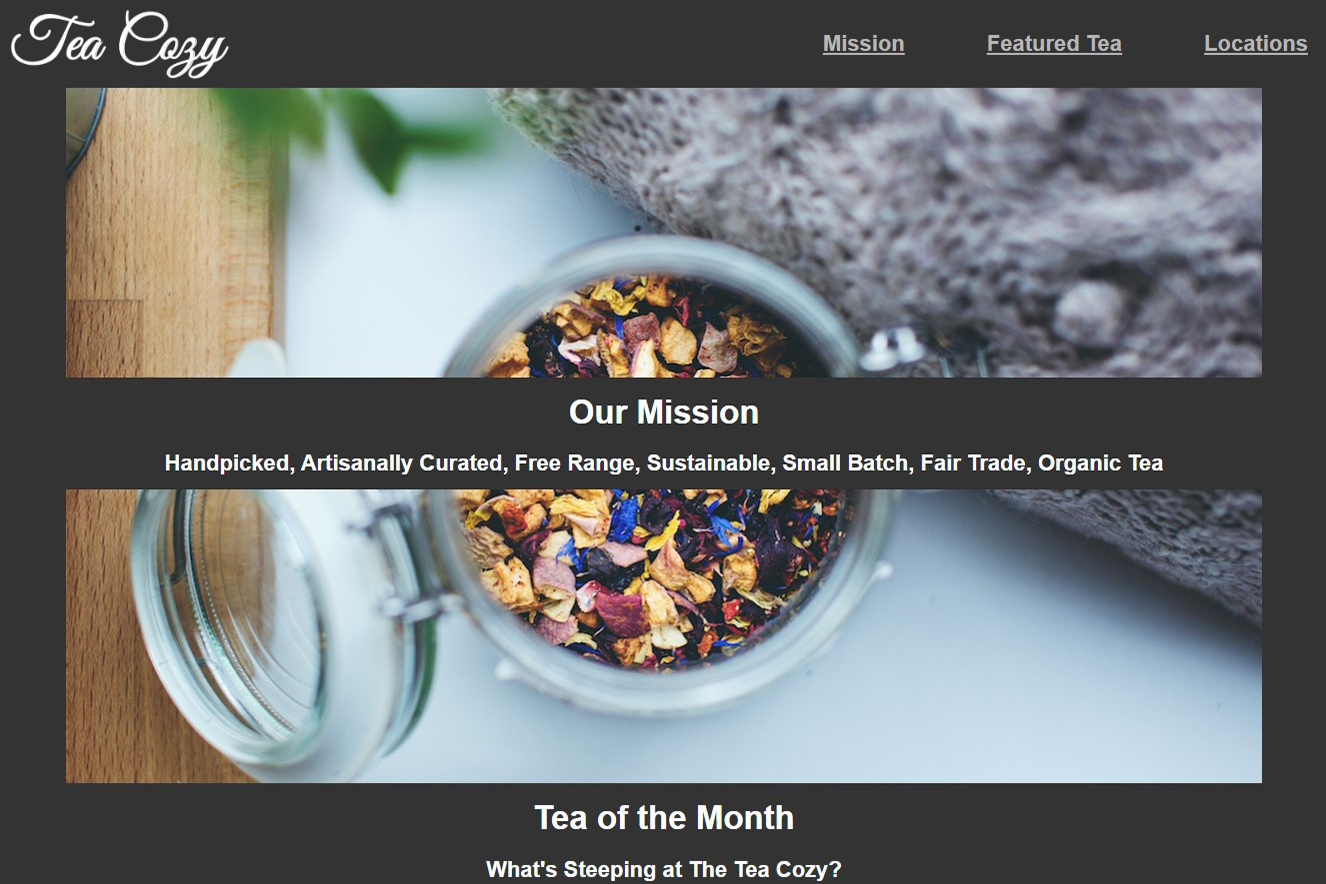 Tea Cozy
Mission
Featured Tea
Locations
Our Mission
Handpicked, Artisanally Curated, Free Range, Sustainable, Small Batch, Fair Trade, Organic Tea
Tea of the Month
What's Steeping at The Tea Cozy?